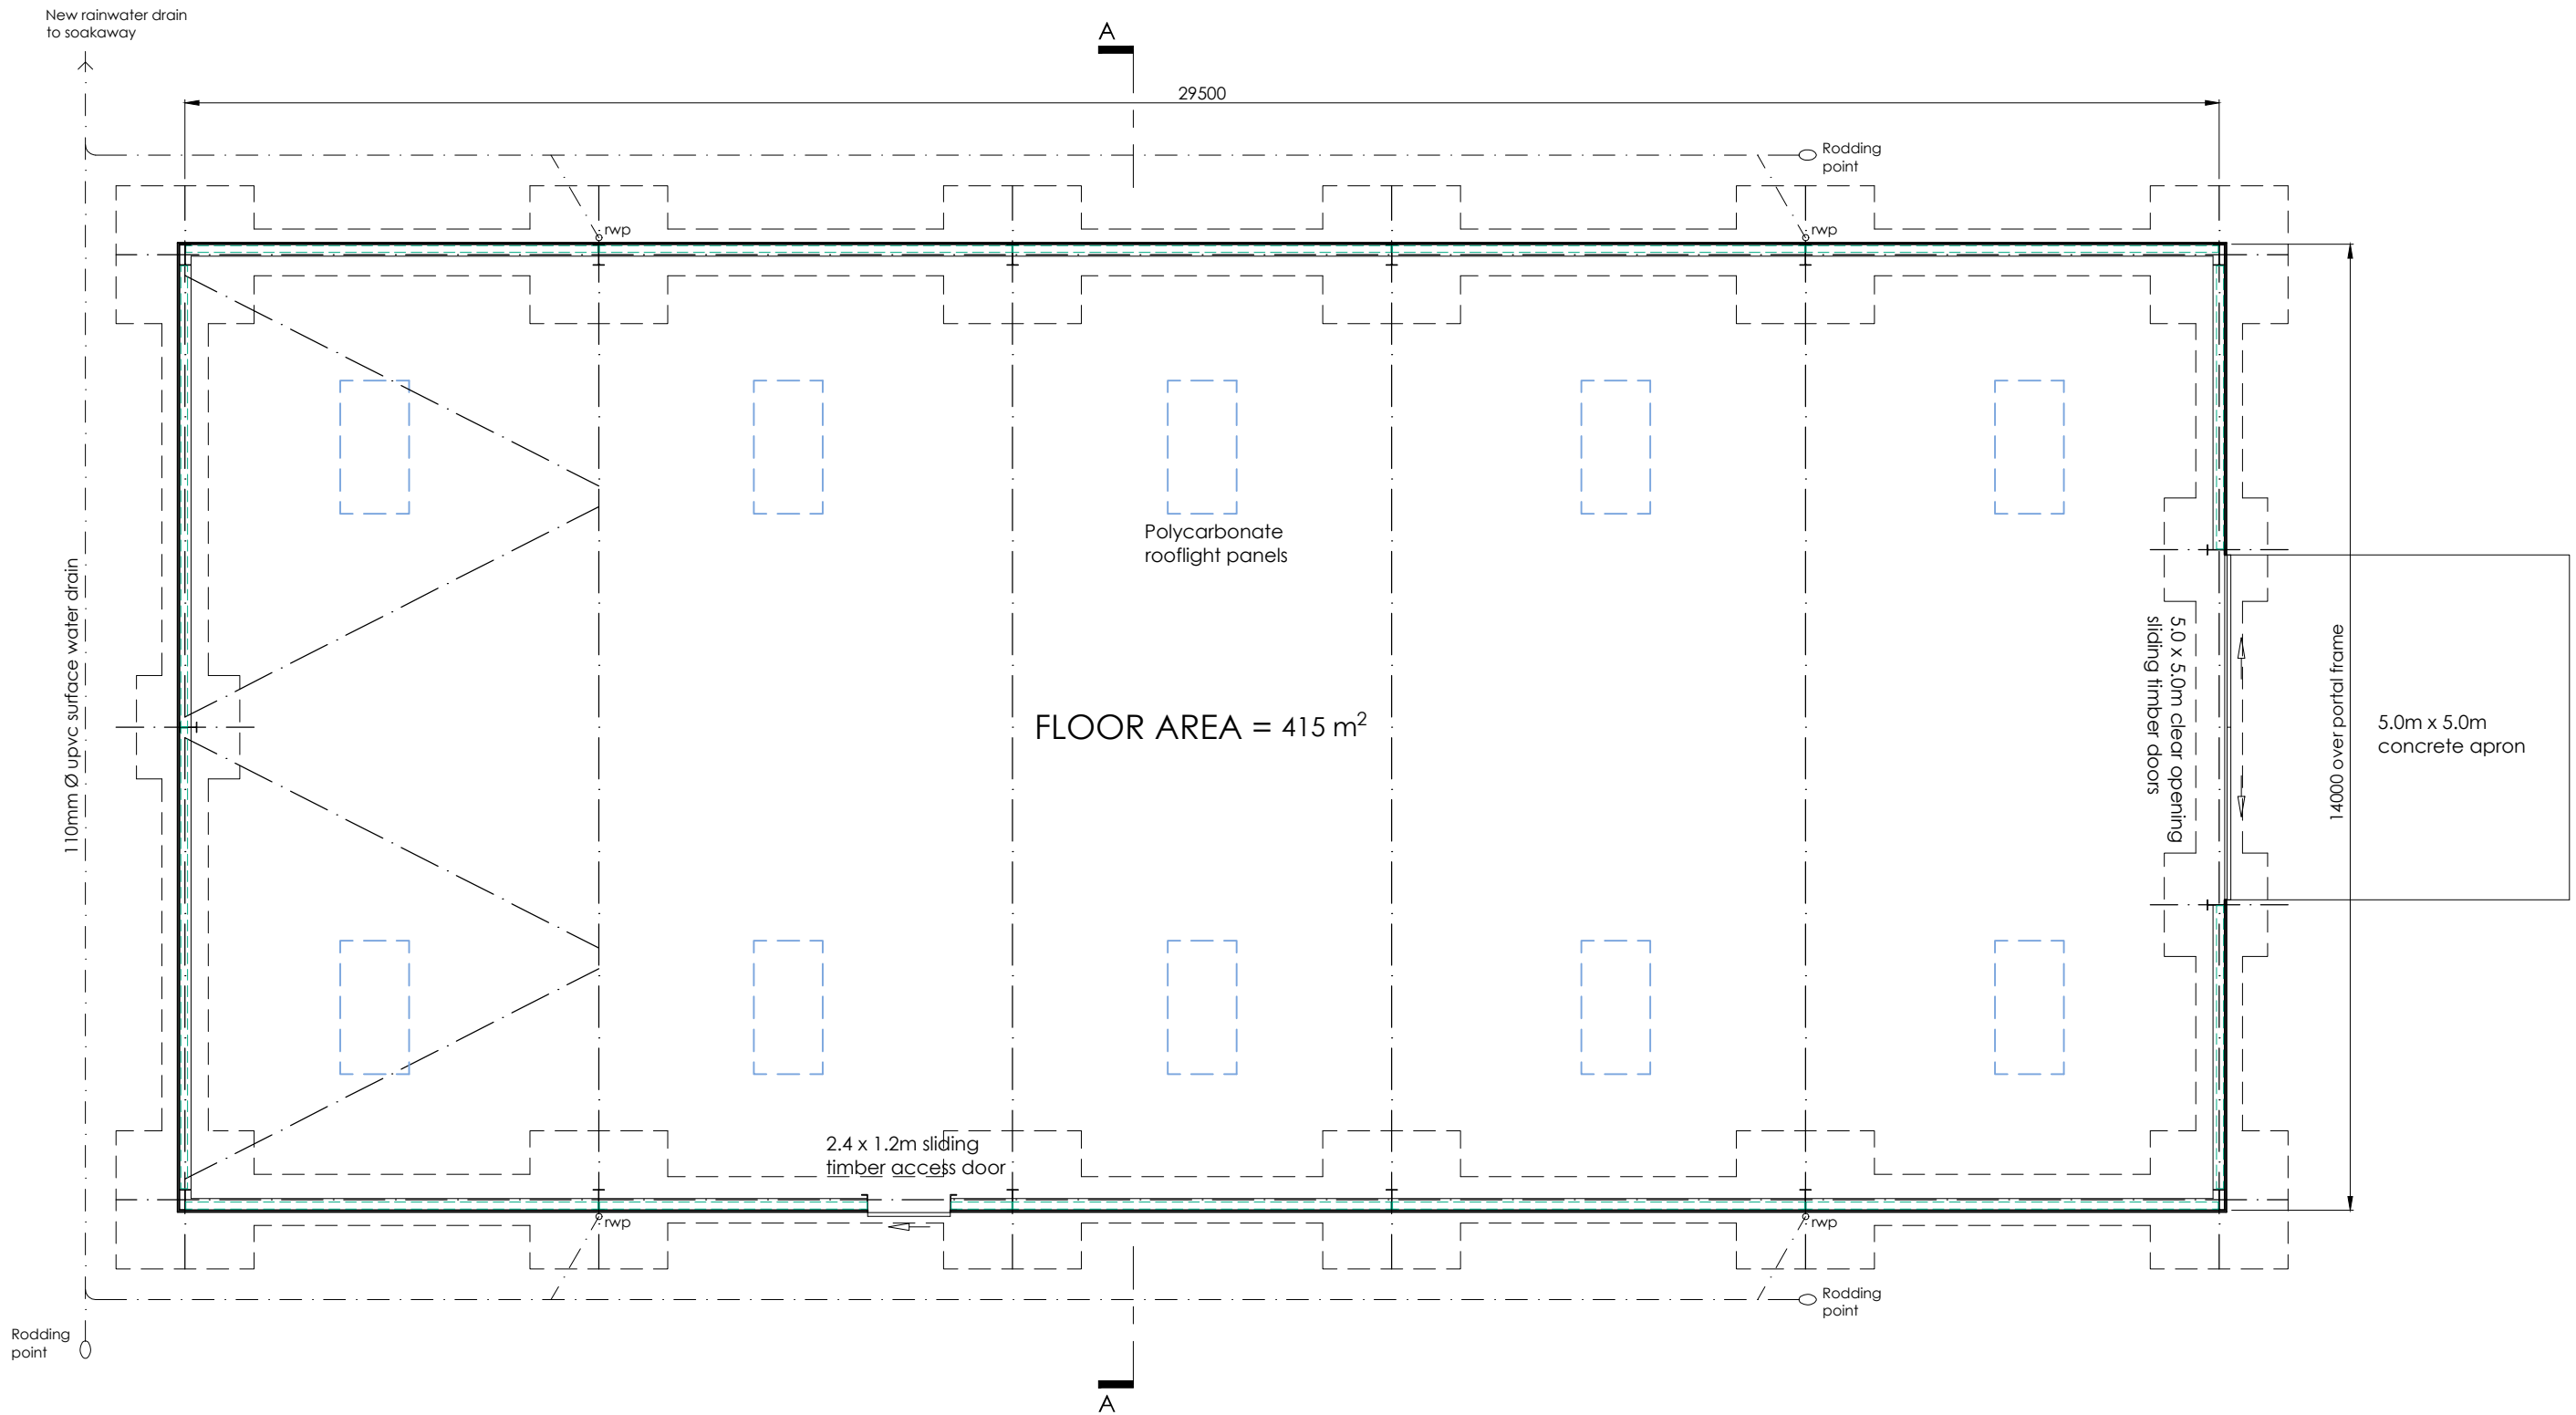 New rainwater drain
to soakaway
A
29500
Rodding
point
rwp
rwp
Polycarbonate
rooflight panels
110mm Ø upvc surface water drain
5.0 x 5.0m clear opening
sliding timber doors
14000 over portal frame
FLOOR AREA = 415 m²
5.0m x 5.0m
concrete apron
2.4 x 1.2m sliding
timber access door
rwp
rwp
Rodding
point
Rodding
point
A